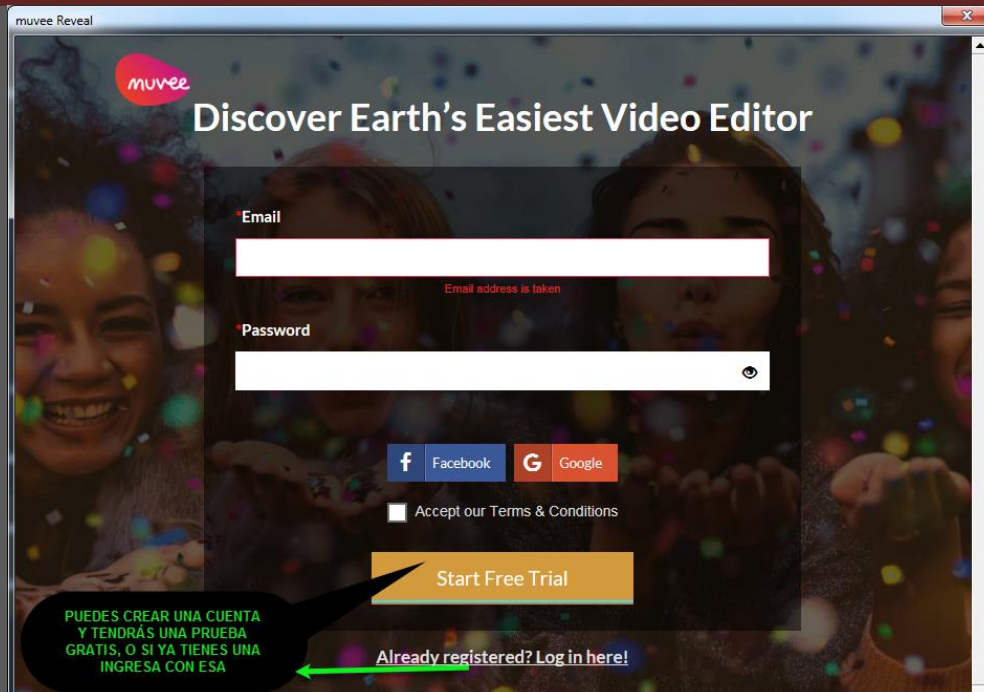 muvee Reveal
muvee
Discover Earth's Easiest Video Editor
*Email
Email address is taken
*Password
f Facebook G Google
Accept our Terms & Conditions
Start Free Trial
PUEDES CREAR UNA CUENTA
Y TENDRÁS UNA PRUEBA
GRATIS, O SI YA TIENES UNA
INGRESA CON ESA
Already registered? Log in here!